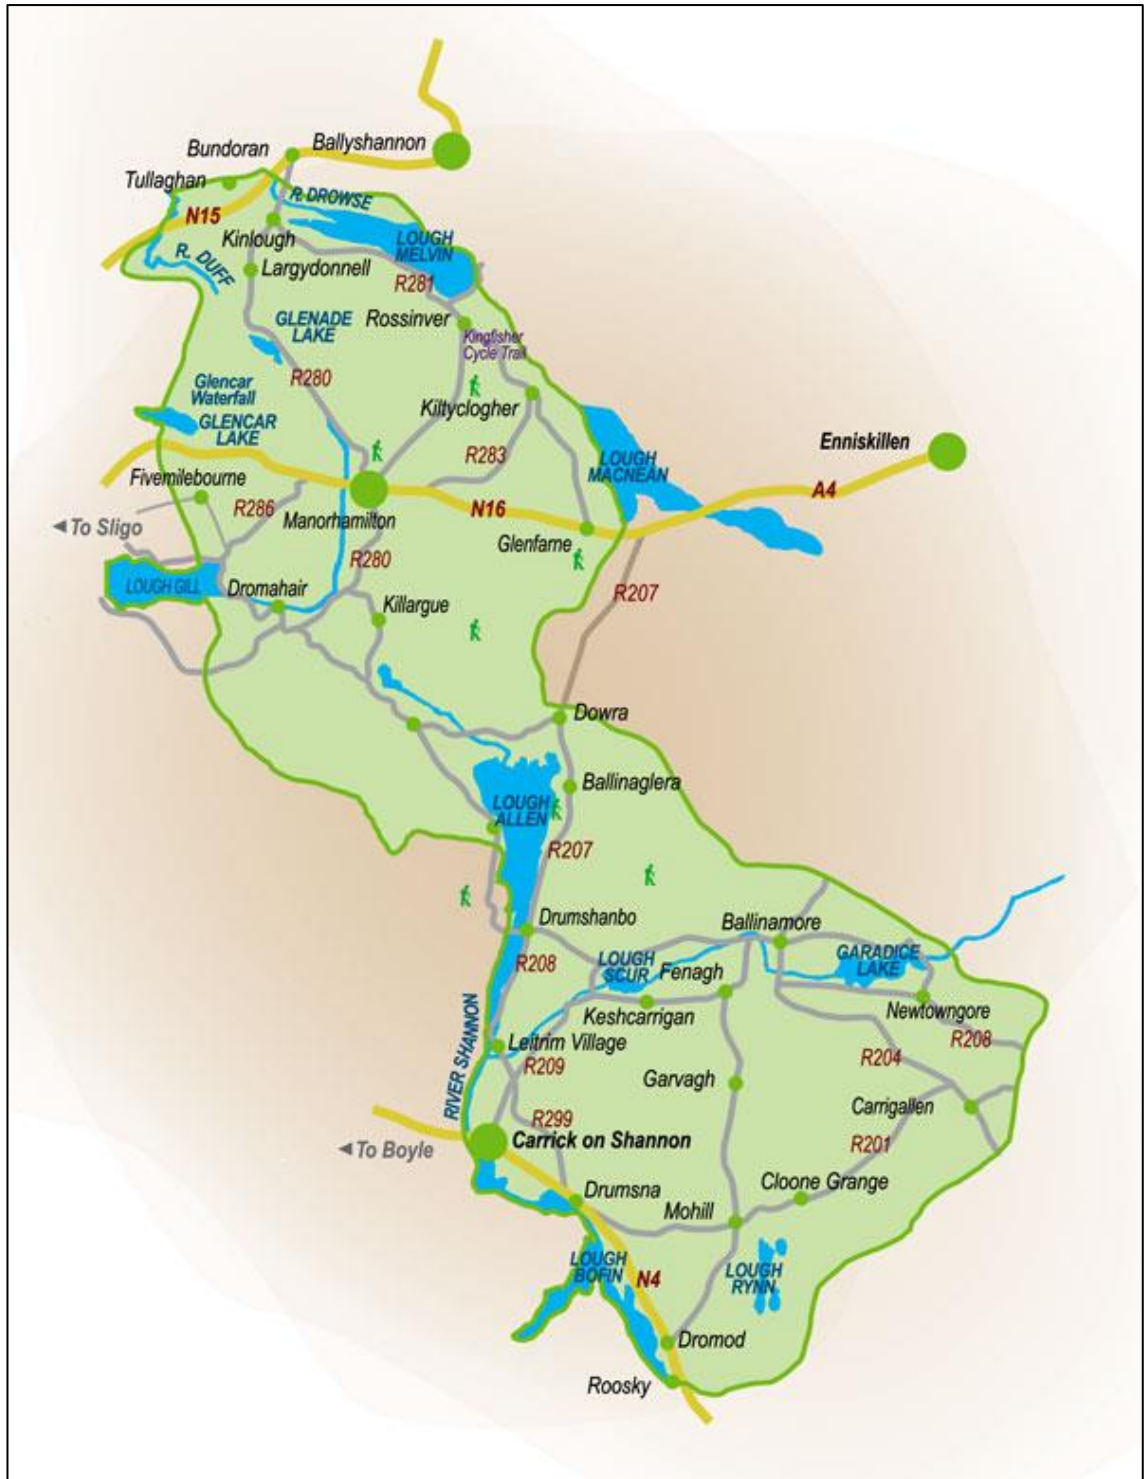 Bundoran
Ballyshannon
Tullaghan
R. DROWSE
N15
Kinlough
LOUGH
MELVIN
R. DUFF
Largydonnell
R281
GLENADE
LAKE
Rossinver
Kingfisher
Cycle Trail
R280
Glencar
Waterfall
GLENCAR
LAKE
Kiltyclogher
Enniskillen
R283
LOUGH
MACNEAN
Fivemilebourne
A4
R286
N16
Manorhamilton
To Sligo
Glenfarne
R280
LOUGH GILL
Dromahair
Killargue
R207
Dowra
Ballinaglera
LOUGH
ALLEN
R207
Drumshanbo
Ballinamore
R208
LOUGH
SCUR
Fenagh
GARADICE
LAKE
Keshcarrigan
Newtowngore
RIVER SHANNON
Leitrim Village
R208
R209
R204
Garvagh
Carrigallen
R299
Carrick on Shannon
R201
To Boyle
Drumsna
Cloone Grange
Mohill
LOUGH
BOFIN
N4
LOUGH
RYNN
Dromod
Roosky